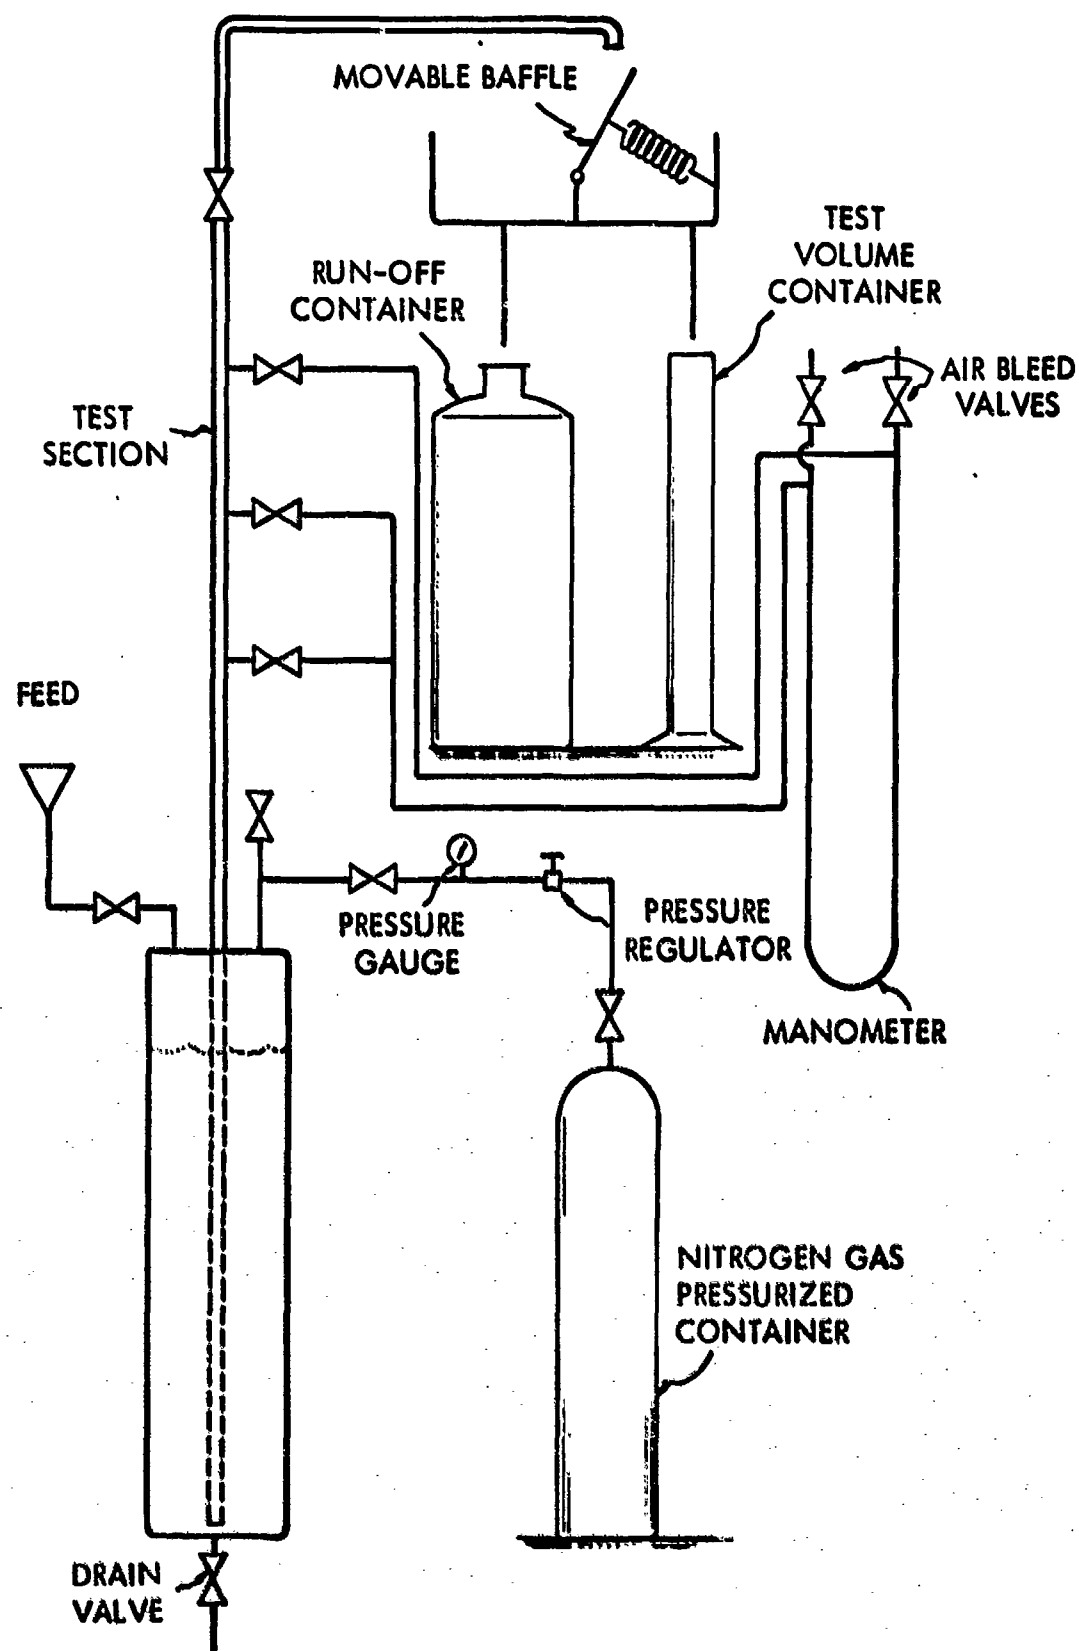 MOVABLE BAFFLE
TEST
VOLUME
CONTAINER
RUN-OFF
CONTAINER
AIR BLEED
VALVES
TEST
SECTION
FEED
PRESSURE
GAUGE
PRESSURE
REGULATOR
MANOMETER
NITROGEN GAS
PRESSURIZED
CONTAINER
DRAIN
VALVE